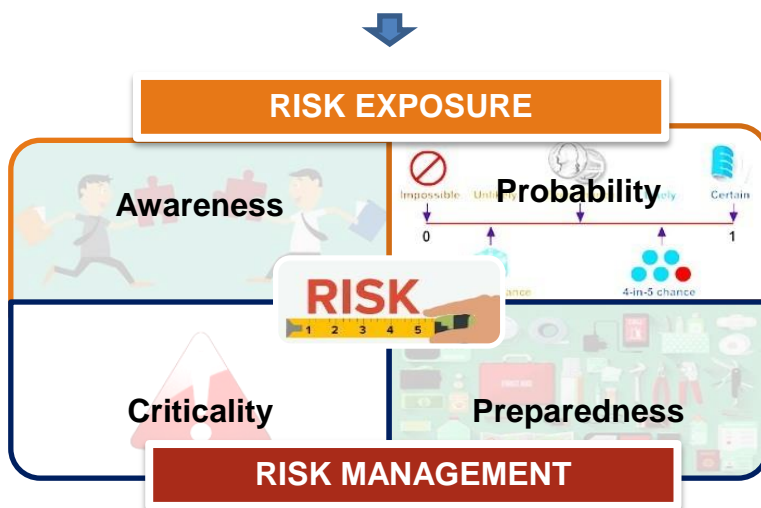 RISK EXPOSURE
Awareness
Probability
Impossible
Certain
0
1
4-in-5 chance
RISK
1 2 3 4 5
Criticality
Preparedness
RISK MANAGEMENT